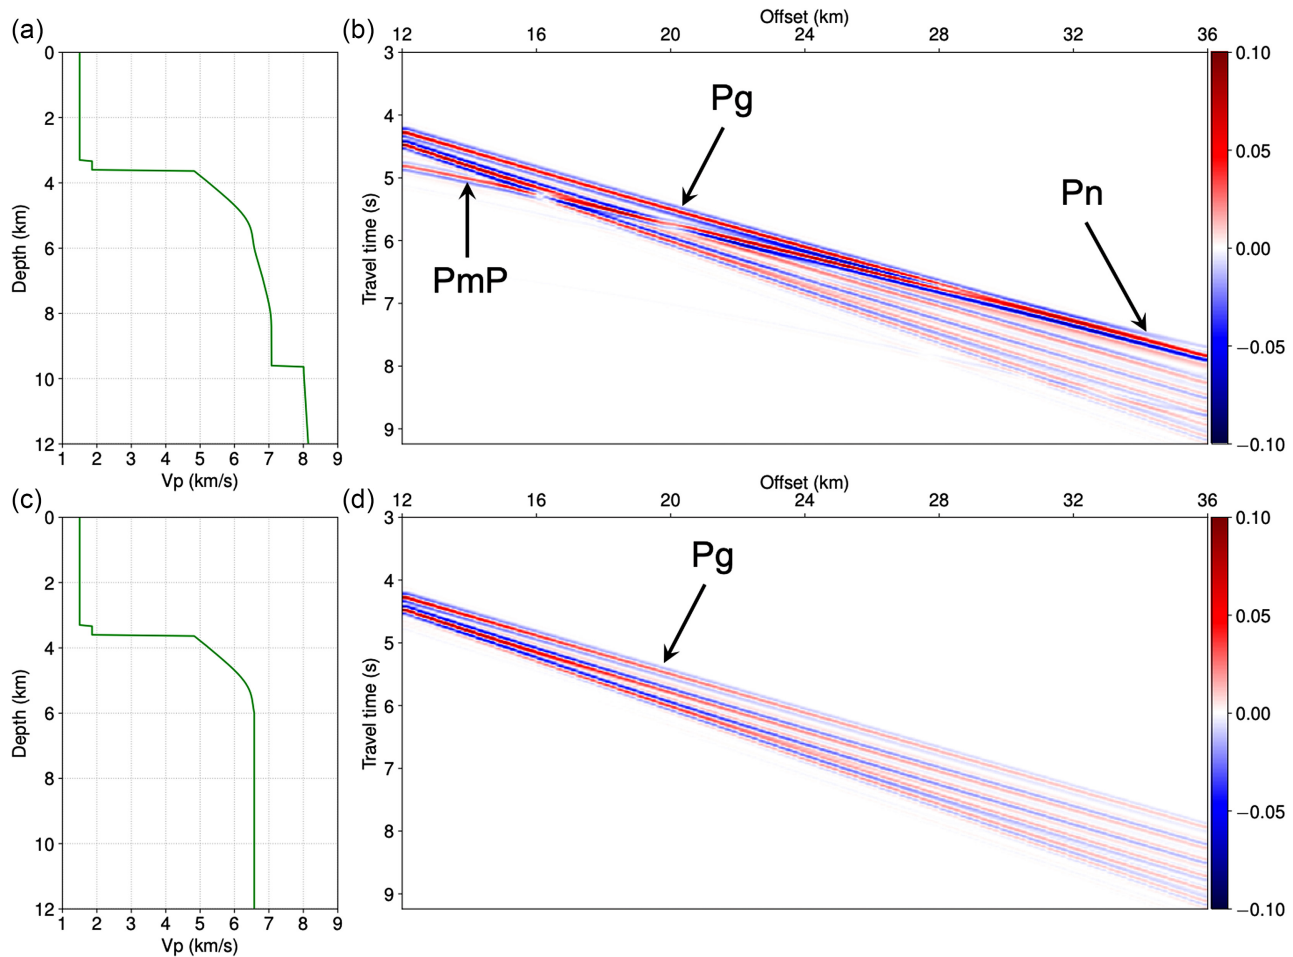 (a)
(b)
Offset (km)
12 16 20 24 28 32 36
0
2
4
6
8
10
12
Depth (km)
1 2 3 4 5 6 7 8 9
Vp (km/s)
3
4
5
6
7
8
9
Travel time (s)
Pg
Pn
PmP
0.10
0.05
0.00
−0.05
−0.10
(c)
(d)
Offset (km)
12 16 20 24 28 32 36
0
2
4
6
8
10
12
Depth (km)
1 2 3 4 5 6 7 8 9
Vp (km/s)
3
4
5
6
7
8
9
Travel time (s)
Pg
0.10
0.05
0.00
−0.05
−0.10